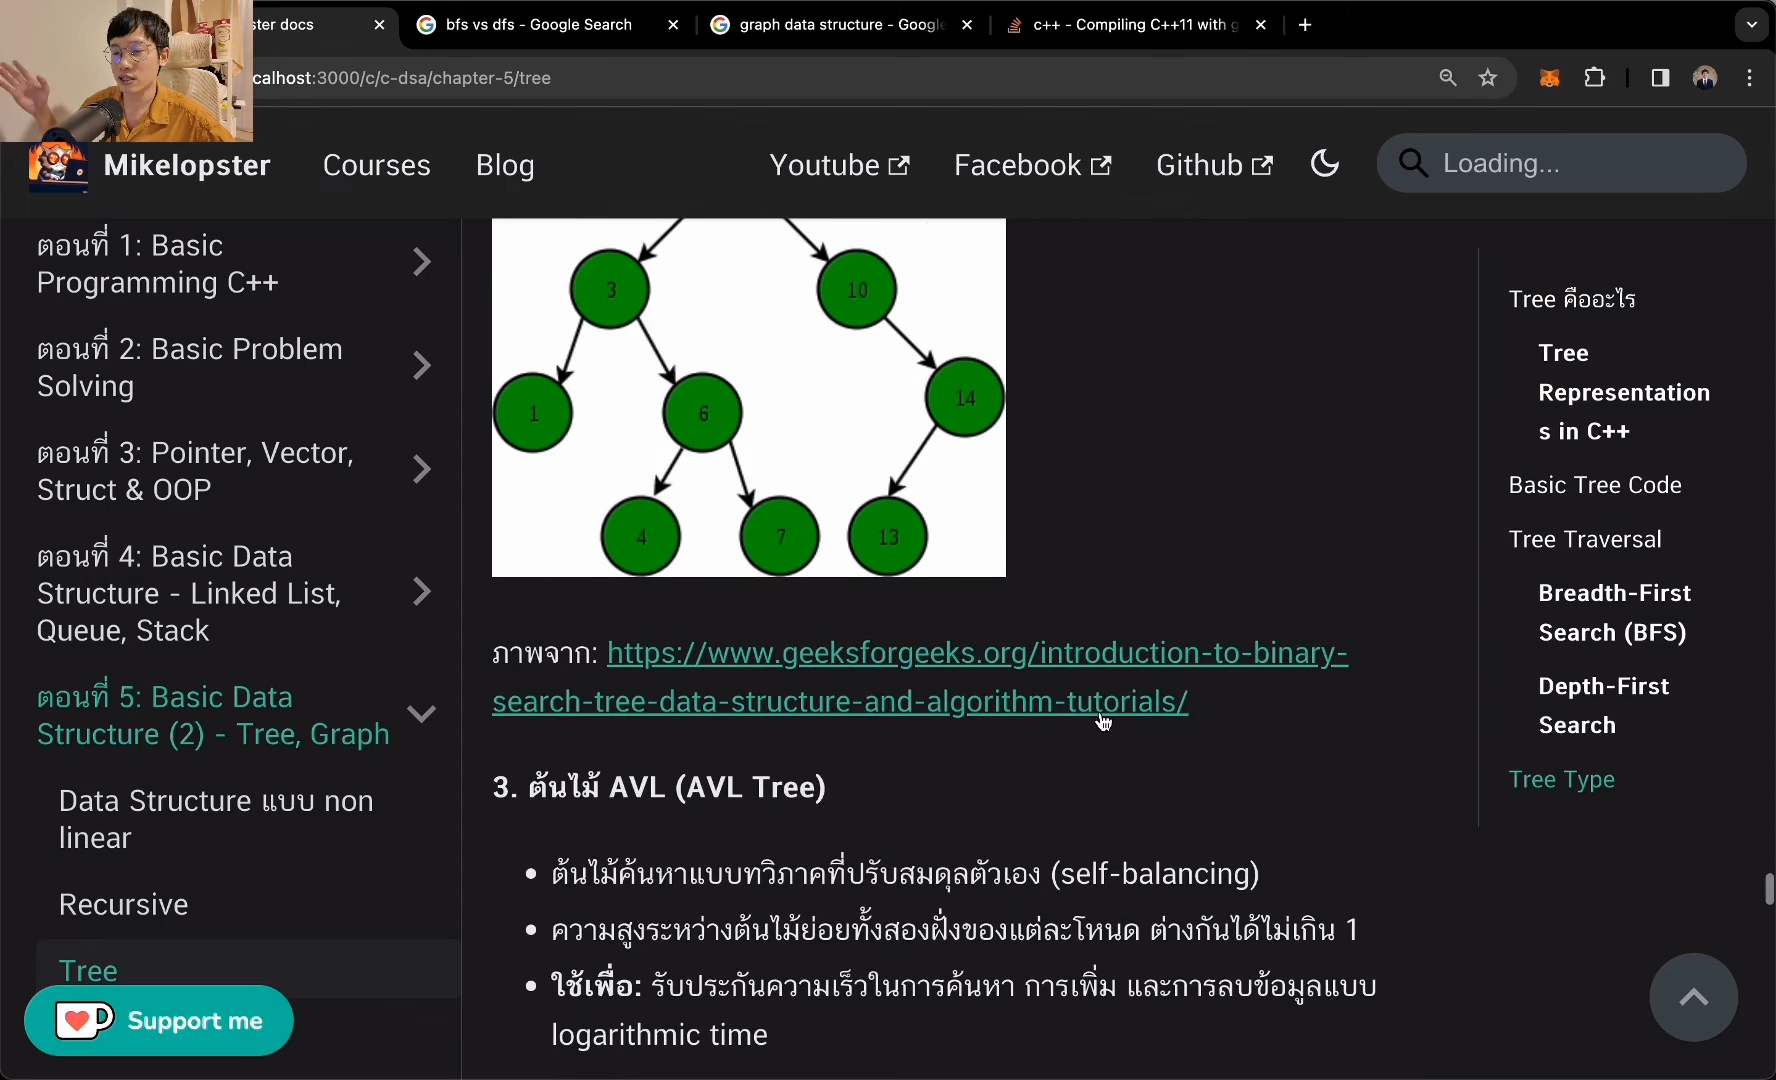 ster docs
bfs vs dfs - Google Search
graph data structure - Google
c++ - Compiling C++11 with g
calhost:3000/c/c-dsa/chapter-5/tree
Mikelopster
Courses
Blog
Youtube
Facebook
Github
Loading...
ตอนที่ 1: Basic
Programming C++
ตอนที่ 2: Basic Problem
Solving
ตอนที่ 3: Pointer, Vector,
Struct & OOP
ตอนที่ 4: Basic Data
Structure - Linked List,
Queue, Stack
ตอนที่ 5: Basic Data
Structure (2) - Tree, Graph
Data Structure แบบ non
linear
Recursive
Tree
Support me
3
10
1
6
14
4
7
13
ภาพจาก: https://www.geeksforgeeks.org/introduction-to-binary-
search-tree-data-structure-and-algorithm-tutorials/
3. ต้นไม้ AVL (AVL Tree)
ต้นไม้ค้นหาแบบทวิภาคที่ปรับสมดุลตัวเอง (self-balancing)
ความสูงระหว่างต้นไม้ย่อยทั้งสองฝั่งของแต่ละโหนด ต่างกันได้ไม่เกิน 1
ใช้เพื่อ: รับประกันความเร็วในการค้นหา การเพิ่ม และการลบข้อมูลแบบ
logarithmic time
Tree คืออะไร
Tree
Representation
s in C++
Basic Tree Code
Tree Traversal
Breadth-First
Search (BFS)
Depth-First
Search
Tree Type